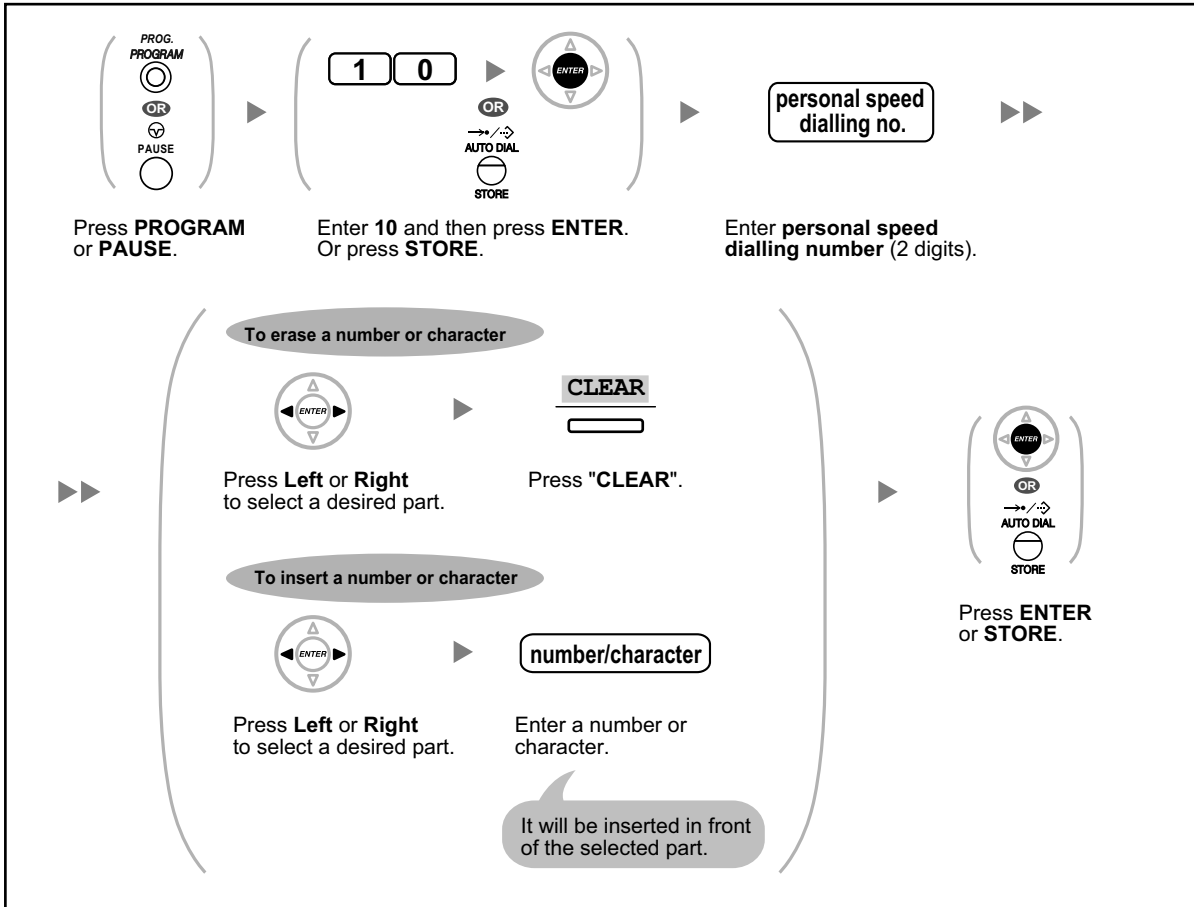 PROG.
PROGRAM
OR
PAUSE
Press PROGRAM
or PAUSE.
1 0
ENTER
OR
AUTO DIAL
STORE
Enter 10 and then press ENTER.
Or press STORE.
personal speed
dialling no.
Enter personal speed
dialling number (2 digits).
To erase a number or character
ENTER
Press Left or Right
to select a desired part.
CLEAR
Press "CLEAR".
To insert a number or character
ENTER
Press Left or Right
to select a desired part.
number/character
Enter a number or
character.
It will be inserted in front
of the selected part.
ENTER
OR
AUTO DIAL
STORE
Press ENTER
or STORE.